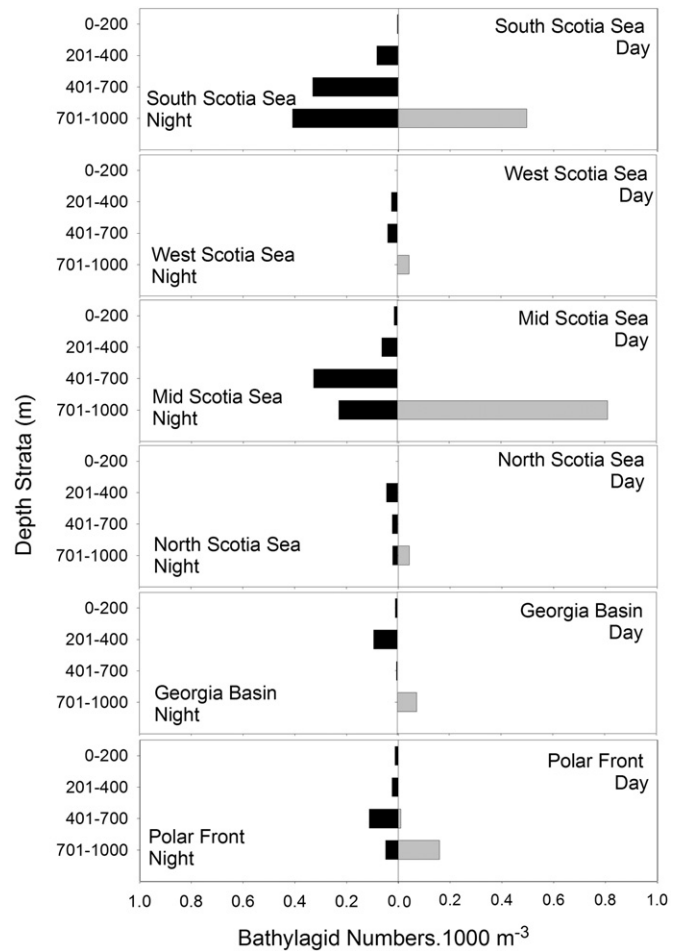 0-200
South Scotia Sea
Day
201-400
401-700
South Scotia Sea
Night
701-1000
0-200
West Scotia Sea
Day
201-400
401-700
West Scotia Sea
Night
701-1000
0-200
Mid Scotia Sea
Day
201-400
401-700
Mid Scotia Sea
Night
701-1000
0-200
North Scotia Sea
Day
201-400
401-700
North Scotia Sea
Night
701-1000
0-200
Georgia Basin
Day
201-400
401-700
Georgia Basin
Night
701-1000
0-200
Polar Front
Day
201-400
401-700
Polar Front
Night
701-1000
Depth Strata (m)
1.0 0.8 0.6 0.4 0.2 0.0 0.2 0.4 0.6 0.8 1.0
Bathylagid Numbers.1000 m⁻³